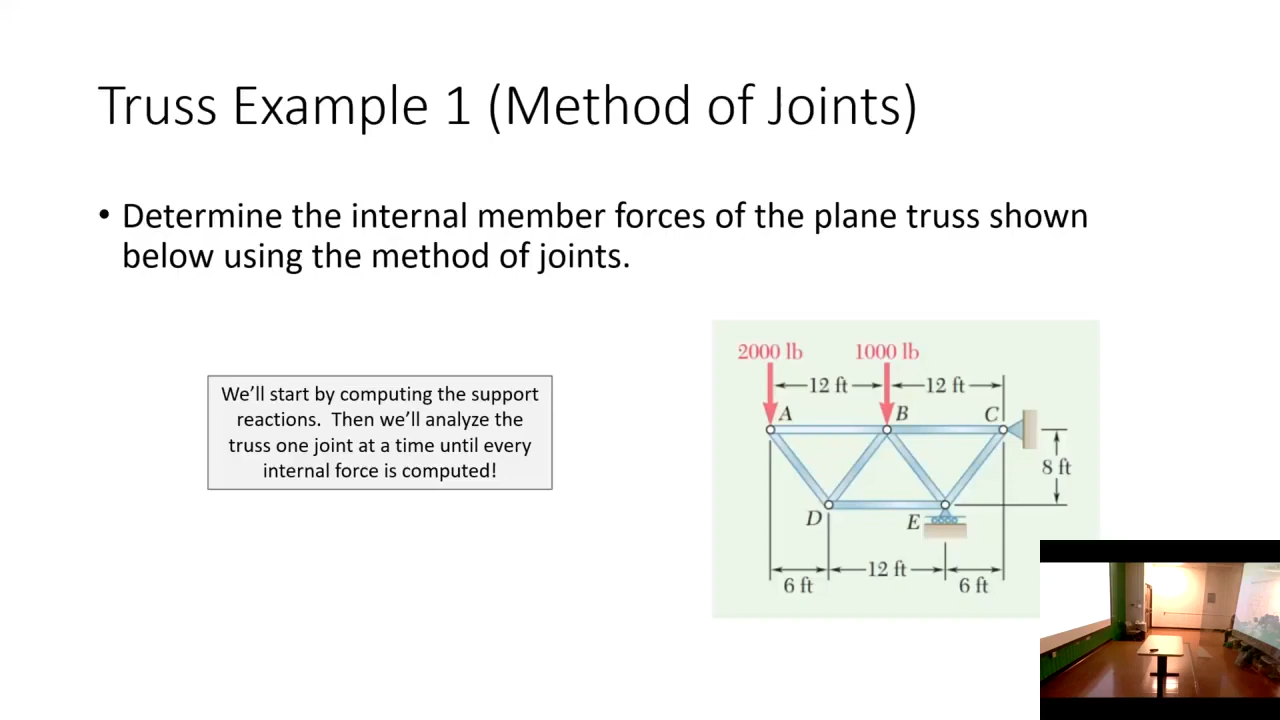 Truss Example 1 (Method of Joints)
• Determine the internal member forces of the plane truss shown
below using the method of joints.
We'll start by computing the support
reactions. Then we'll analyze the
truss one joint at a time until every
internal force is computed!
2000 lb 1000 lb
12 ft 12 ft
A B C
8 ft
D E
12 ft
6 ft 6 ft